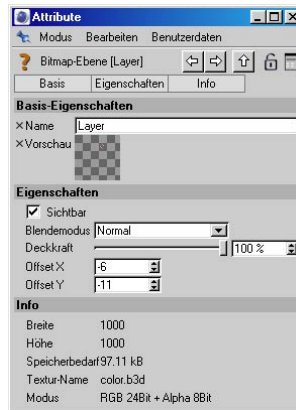 Attribute
Modus Bearbeiten Benutzerdaten
Bitmap-Ebene [Layer]
Basis Eigenschaften Info
Basis-Eigenschaften
Name Layer
Vorschau
Eigenschaften
Sichtbar
Blendemodus Normal
Deckkraft 100 %
Offset X -6
Offset Y -11
Info
Breite 1000
Höhe 1000
Speicherbedarf 97.11 kB
Textur-Name color.b3d
Modus RGB 24Bit + Alpha 8Bit